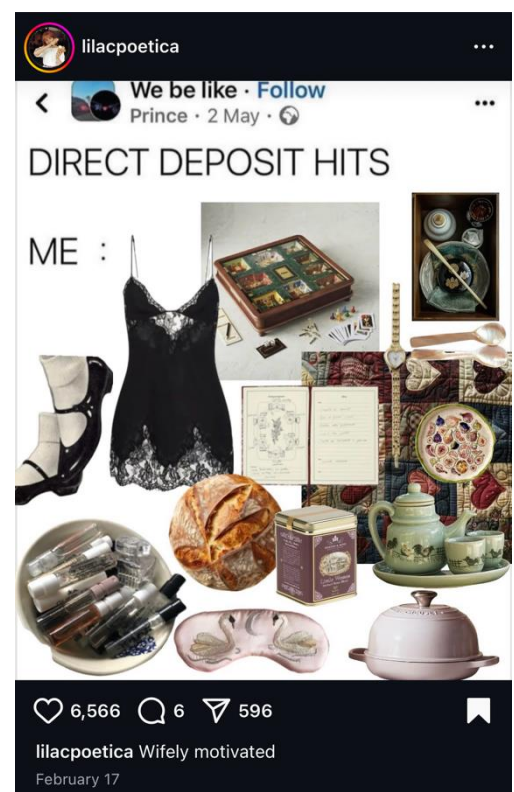 lilacpoetica
We be like · Follow
Prince · 2 May ·
DIRECT DEPOSIT HITS
ME :
6,566 6 596
lilacpoetica Wifely motivated
February 17